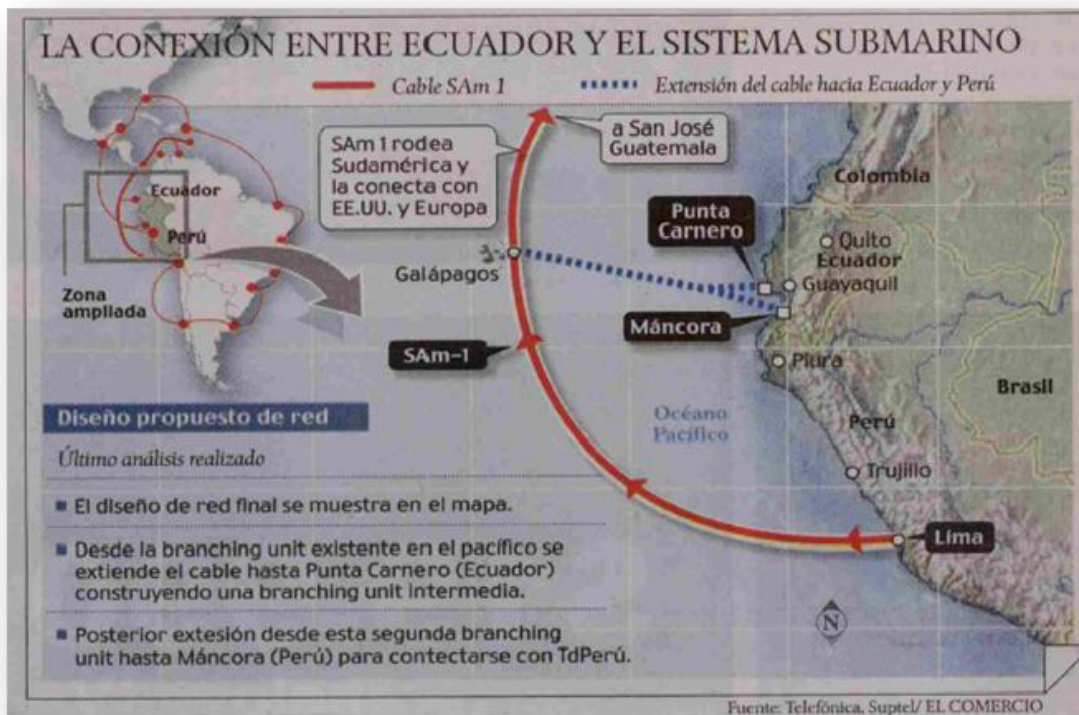 LA CONEXIÓN ENTRE ECUADOR Y EL SISTEMA SUBMARINO
Cable SAm 1
Extensión del cable hacia Ecuador y Perú
SAm 1 rodea
Sudamérica y
la conecta con
EE.UU. y Europa
a San José
Guatemala
Ecuador
Perú
Zona
ampliada
Galápagos
SAm-1
Punta
Carnero
Máncora
Colombia
Quito
Ecuador
Guayaquil
Piura
Brasil
Océano
Pacífico
Perú
Trujillo
Lima
N
Diseño propuesto de red
Último análisis realizado
El diseño de red final se muestra en el mapa.
Desde la branching unit existente en el pacífico se
extiende el cable hasta Punta Carnero (Ecuador)
construyendo una branching unit intermedia.
Posterior extesión desde esta segunda branching
unit hasta Máncora (Perú) para contectarse con TdPerú.
Fuente: Telefónica, Suptel/ EL COMERCIO